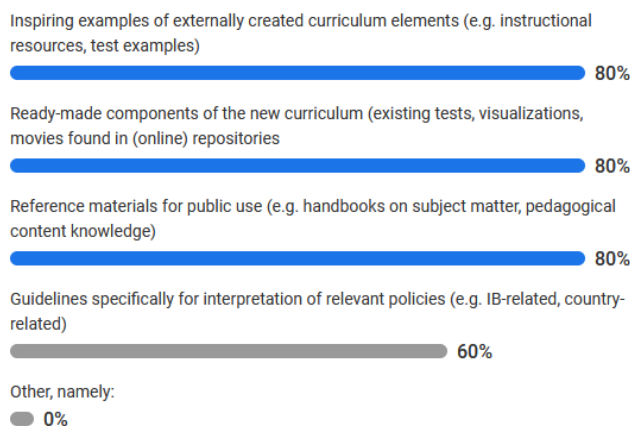 Inspiring examples of externally created curriculum elements (e.g. instructional
resources, test examples)
80%
Ready-made components of the new curriculum (existing tests, visualizations,
movies found in (online) repositories
80%
Reference materials for public use (e.g. handbooks on subject matter, pedagogical
content knowledge)
80%
Guidelines specifically for interpretation of relevant policies (e.g. IB-related, country-
related)
60%
Other, namely:
0%